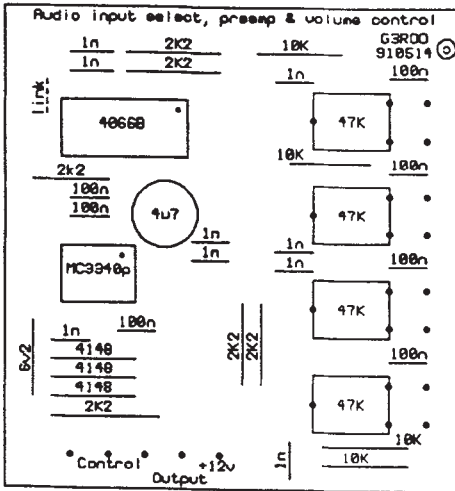 Audio input select, preamp & volume control
G3ROO
910514
1n
2K2
1n
2K2
10K
1n
100n
link
4066B
47K
10K
100n
2k2
100n
100n
4u7
47K
1n
1n
1n
1n
100n
MC3340p
47K
6v2
1n
100n
4148
4148
4148
2K2
2K2
2K2
100n
47K
10K
10K
1n
Control
+12v
Output